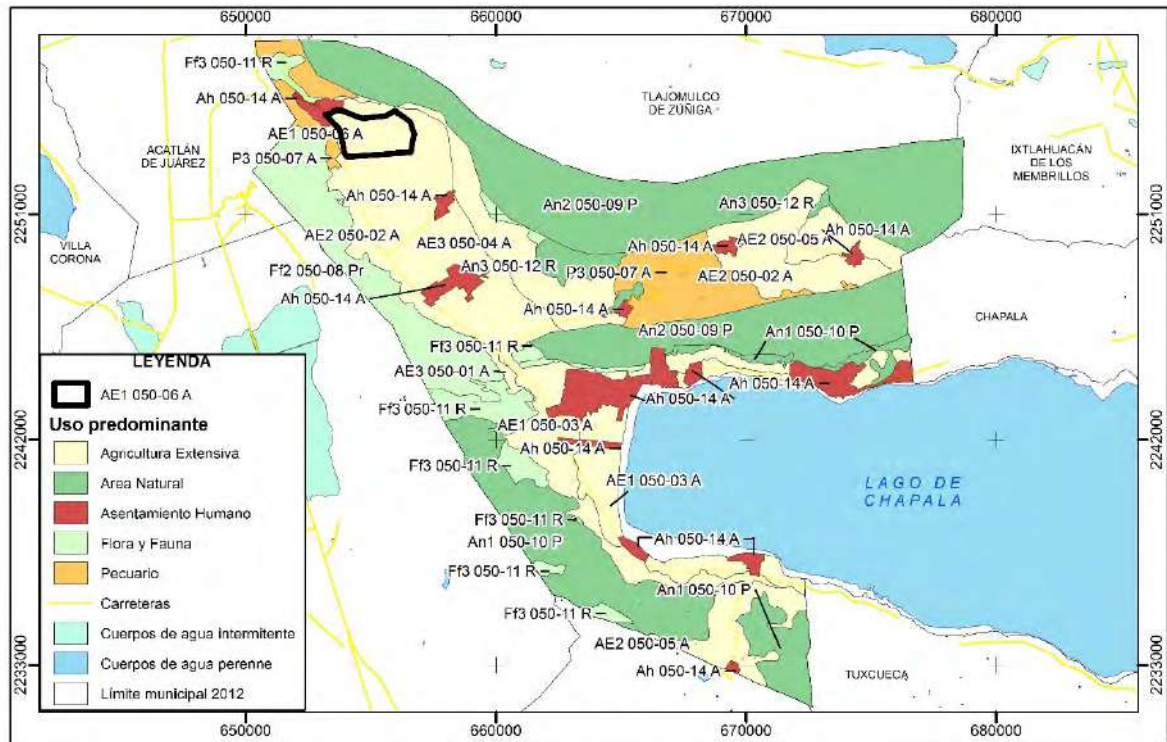 650000
660000
670000
680000
Ff3 050-11 R
Ah 050-14 A
ACATLÁN
DE JUÁREZ
AE1 050-06 A
P3 050-07 A
TLAJOMULCO
DE ZÚÑIGA
IXTLAHUACÁN
DE LOS
MEMBRILLOS
2251000
2251000
Ah 050-14 A
An2 050-09 P
An3 050-12 R
Ah 050-14 A
VILLA
CORONA
AE2 050-02 A
AE3 050-04 A
Ah 050-14 A
AE2 050-05 A
Ff2 050-08 Pr
An3 050-12 R
P3 050-07 A
AE2 050-02 A
Ah 050-14 A
Ah 050-14 A
CHAPALA
An2 050-09 P
An1 050-10 P
Ff3 050-11 R
AE3 050-01 A
Ah 050-14 A
Ah 050-14 A
Ff3 050-11 R
AE1 050-03 A
2242000
2242000
Ah 050-14 A
Ff3 050-11 R
AE1 050-03 A
LAGO DE
CHAPALA
Ff3 050-11 R
An1 050-10 P
Ah 050-14 A
Ff3 050-11 R
An1 050-10 P
Ff3 050-11 R
AE2 050-05 A
Ah 050-14 A
TUXCUECA
2233000
2233000
LEYENDA
AE1 050-06 A
Uso predominante
Agricultura Extensiva
Area Natural
Asentamiento Humano
Flora y Fauna
Pecuario
Carreteras
Cuerpos de agua intermitente
Cuerpos de agua perenne
Límite municipal 2012
650000
660000
670000
680000